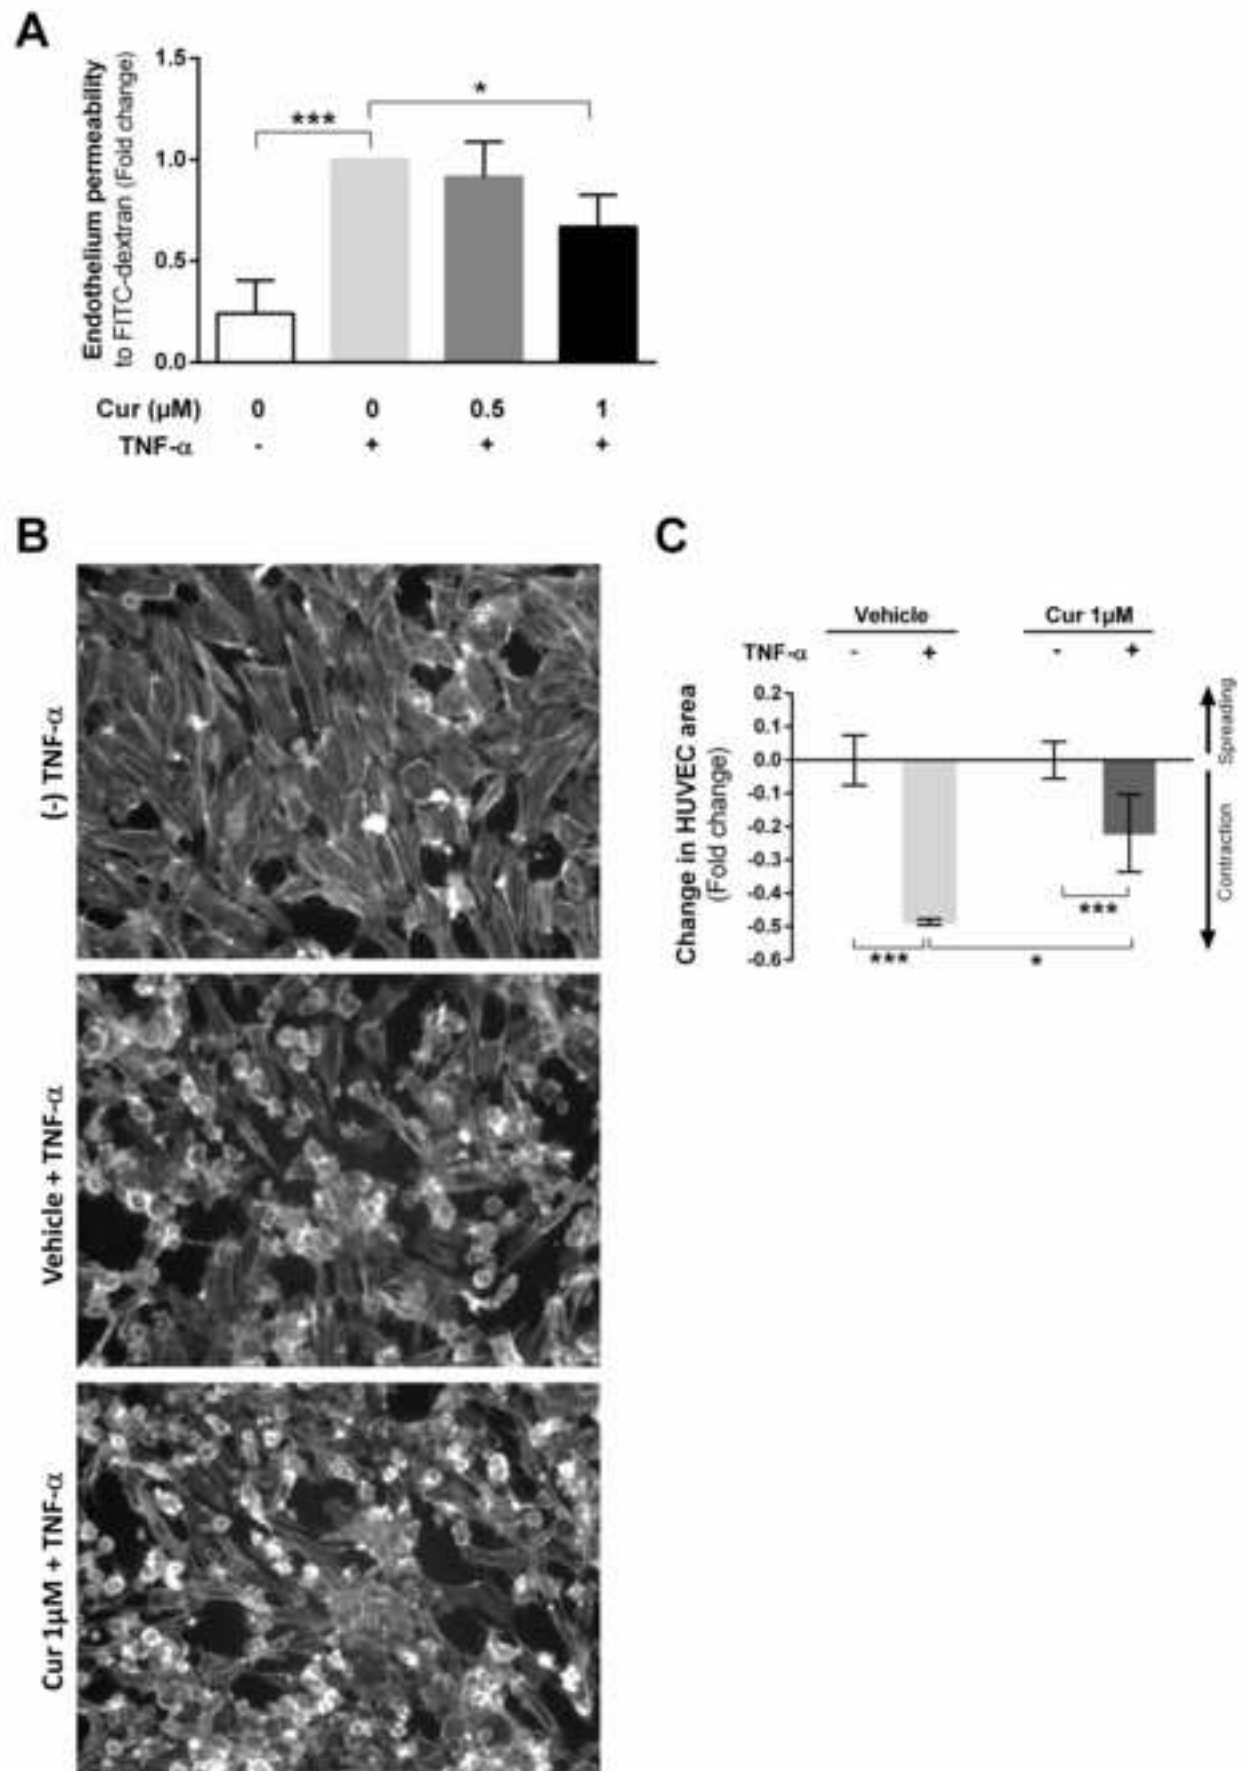 A
Endothelium permeability
to FITC-dextran (Fold change)
1.5
1.0
0.5
0.0
***
*
Cur (µM) 0 0 0.5 1
TNF-α - + + +
B
(-) TNF-α
Vehicle + TNF-α
Cur 1µM + TNF-α
C
Vehicle Cur 1µM
TNF-α - + - +
Change in HUVEC area
(Fold change)
0.2
0.1
0.0
-0.1
-0.2
-0.3
-0.4
-0.5
-0.6
***
***
*
Spreading
Contraction